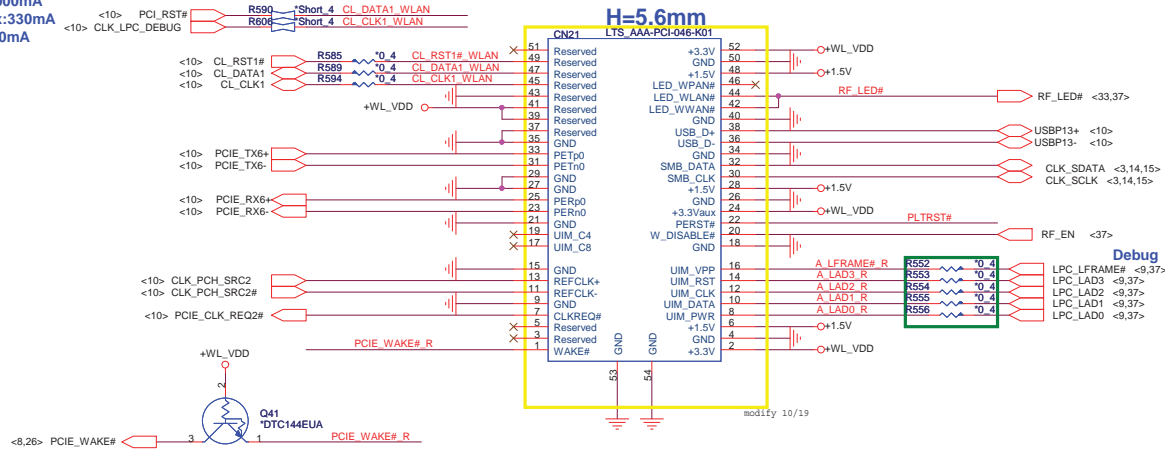 000mA
x:330mA
0mA
<10> PCI_RST# R590 *Short_4 CL_DATA1_WLAN
<10> CLK_LPC_DEBUG R606 *Short_4 CL_CLK1_WLAN
H=5.6mm
CN21 LTS_AAA-PCI-046-K01
<10> CL_RST1# R585 *0_4 CL_RST1#_WLAN
<10> CL_DATA1 R589 *0_4 CL_DATA1_WLAN
<10> CL_CLK1 R594 *0_4 CL_CLK1_WLAN
+WL_VDD
<10> PCIE_TX6+
<10> PCIE_TX6-
<10> PCIE_RX6+
<10> PCIE_RX6-
<10> CLK_PCH_SRC2
<10> CLK_PCH_SRC2#
<10> PCIE_CLK_REQ2#
PCIE_WAKE#_R
51 Reserved
49 Reserved
47 Reserved
45 Reserved
43 Reserved
41 Reserved
39 Reserved
37 Reserved
35 GND
33 PETp0
31 PETn0
29 GND
27 GND
25 PERp0
23 PERn0
21 GND
19 UIM_C4
17 UIM_C8
15 GND
13 REFCLK+
11 REFCLK-
9 GND
7 CLKREQ#
5 Reserved
3 Reserved
1 WAKE#
+3.3V 52 +WL_VDD
GND 50
+1.5V 48 +1.5V
LED_WPAN# 46
LED_WLAN# 44 RF_LED# RF_LED# <33,37>
LED_WWAN# 42
GND 40
USB_D+ 38 USBP13+ <10>
USB_D- 36 USBP13- <10>
GND 34
SMB_DATA 32 CLK_SDATA <3,14,15>
SMB_CLK 30 CLK_SCLK <3,14,15>
+1.5V 28 +1.5V
GND 26
+3.3Vaux 24 +WL_VDD
PERST# 22 PLTRST#
W_DISABLE# 20 RF_EN <37>
GND 18
Debug
UIM_VPP 16 A_LFRAME#_R R552 *0_4 LPC_LFRAME# <9,37>
UIM_RST 14 A_LAD3_R R553 *0_4 LPC_LAD3 <9,37>
UIM_CLK 12 A_LAD2_R R554 *0_4 LPC_LAD2 <9,37>
UIM_DATA 10 A_LAD1_R R555 *0_4 LPC_LAD1 <9,37>
UIM_PWR 8 A_LAD0_R R556 *0_4 LPC_LAD0 <9,37>
+1.5V 6 +1.5V
GND 4
+3.3V 2 +WL_VDD
GND GND
53 54
modify 10/19
+WL_VDD
2
Q41
*DTC144EUA
<8,26> PCIE_WAKE# 3 1 PCIE_WAKE#_R